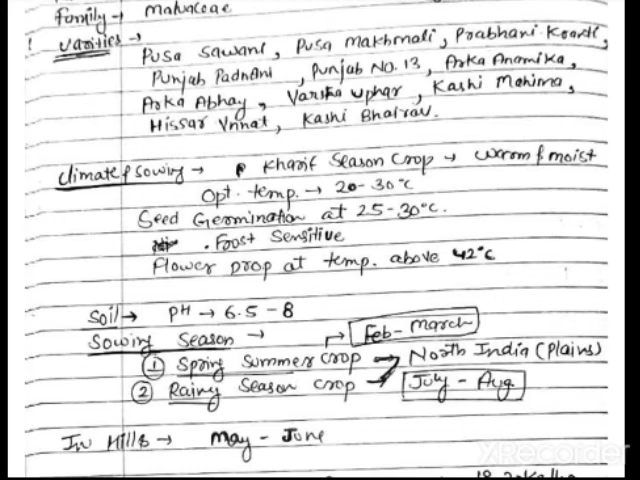 Family → Malvaceae
Varities →
Pusa Sawani, Pusa Makhmali, Prabhani Kranti,
Punjab Padmini, Punjab No. 13, Arka Anamika,
Arka Abhay, Varsha Uphar, Kashi Mahima,
Hissar Unnat, Kashi Bhairav.
Climate & Sowing → Kharif Season Crop → warm & moist
Opt. temp. → 20-30°C
Seed Germination at 25-30°C.
. Frost Sensitive
Flower Drop at temp. above 42°C
Soil → pH → 6.5 - 8
Sowing Season → Feb-March
① Spring Summer crop → North India (Plains)
② Rainy Season crop → July - Aug
In Hills → May - June
XRecorder